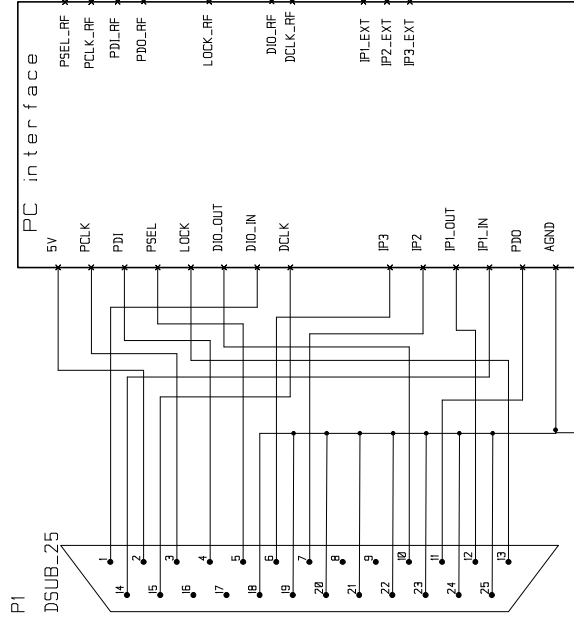 PSEL_RF
PCLK_RF
PDI_RF
PDO_RF
LOCK_RF
DIO_RF
DCLK_RF
IP1_EXT
IP2_EXT
IP3_EXT
PC interface
5V
PCLK
PDI
PSEL
LOCK
DIO_OUT
DIO_IN
DCLK
IP3
IP2
IP1_OUT
IP1_IN
PDO
AGND
1
2
3
4
5
6
7
8
9
10
11
12
13
14
15
16
17
18
19
20
21
22
23
24
25
P1
DSUB_25